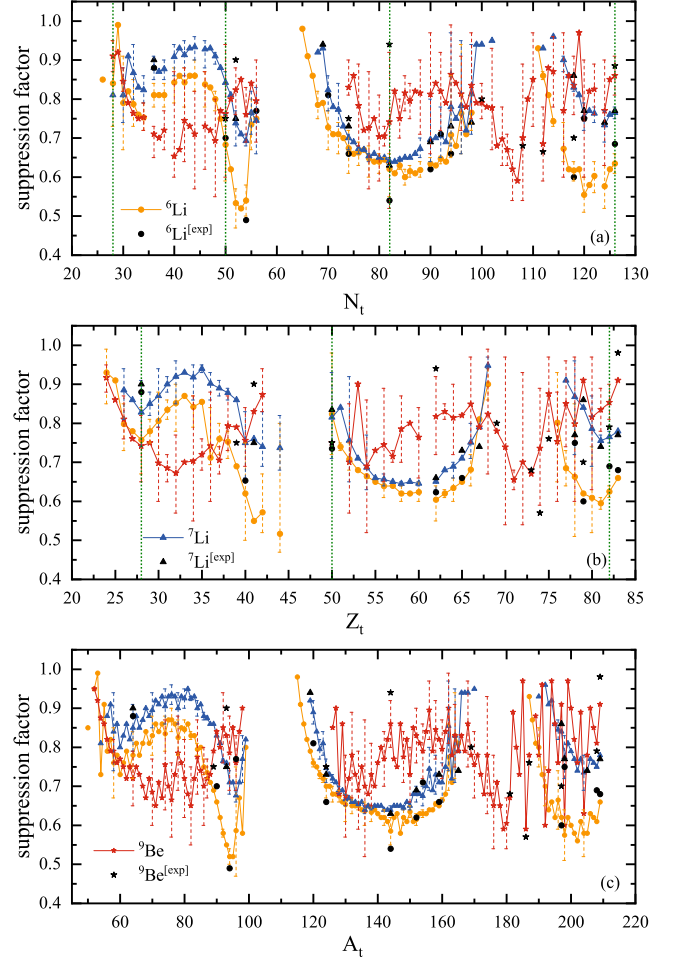 suppression factor
1.0
0.9
0.8
0.7
0.6
0.5
0.4
⁶Li
⁶Li[exp]
(a)
20 30 40 50 60 70 80 90 100 110 120 130
N_t
suppression factor
1.0
0.9
0.8
0.7
0.6
0.5
0.4
⁷Li
⁷Li[exp]
(b)
20 25 30 35 40 45 50 55 60 65 70 75 80 85
Z_t
suppression factor
1.0
0.9
0.8
0.7
0.6
0.5
0.4
⁹Be
⁹Be[exp]
(c)
60 80 100 120 140 160 180 200 220
A_t